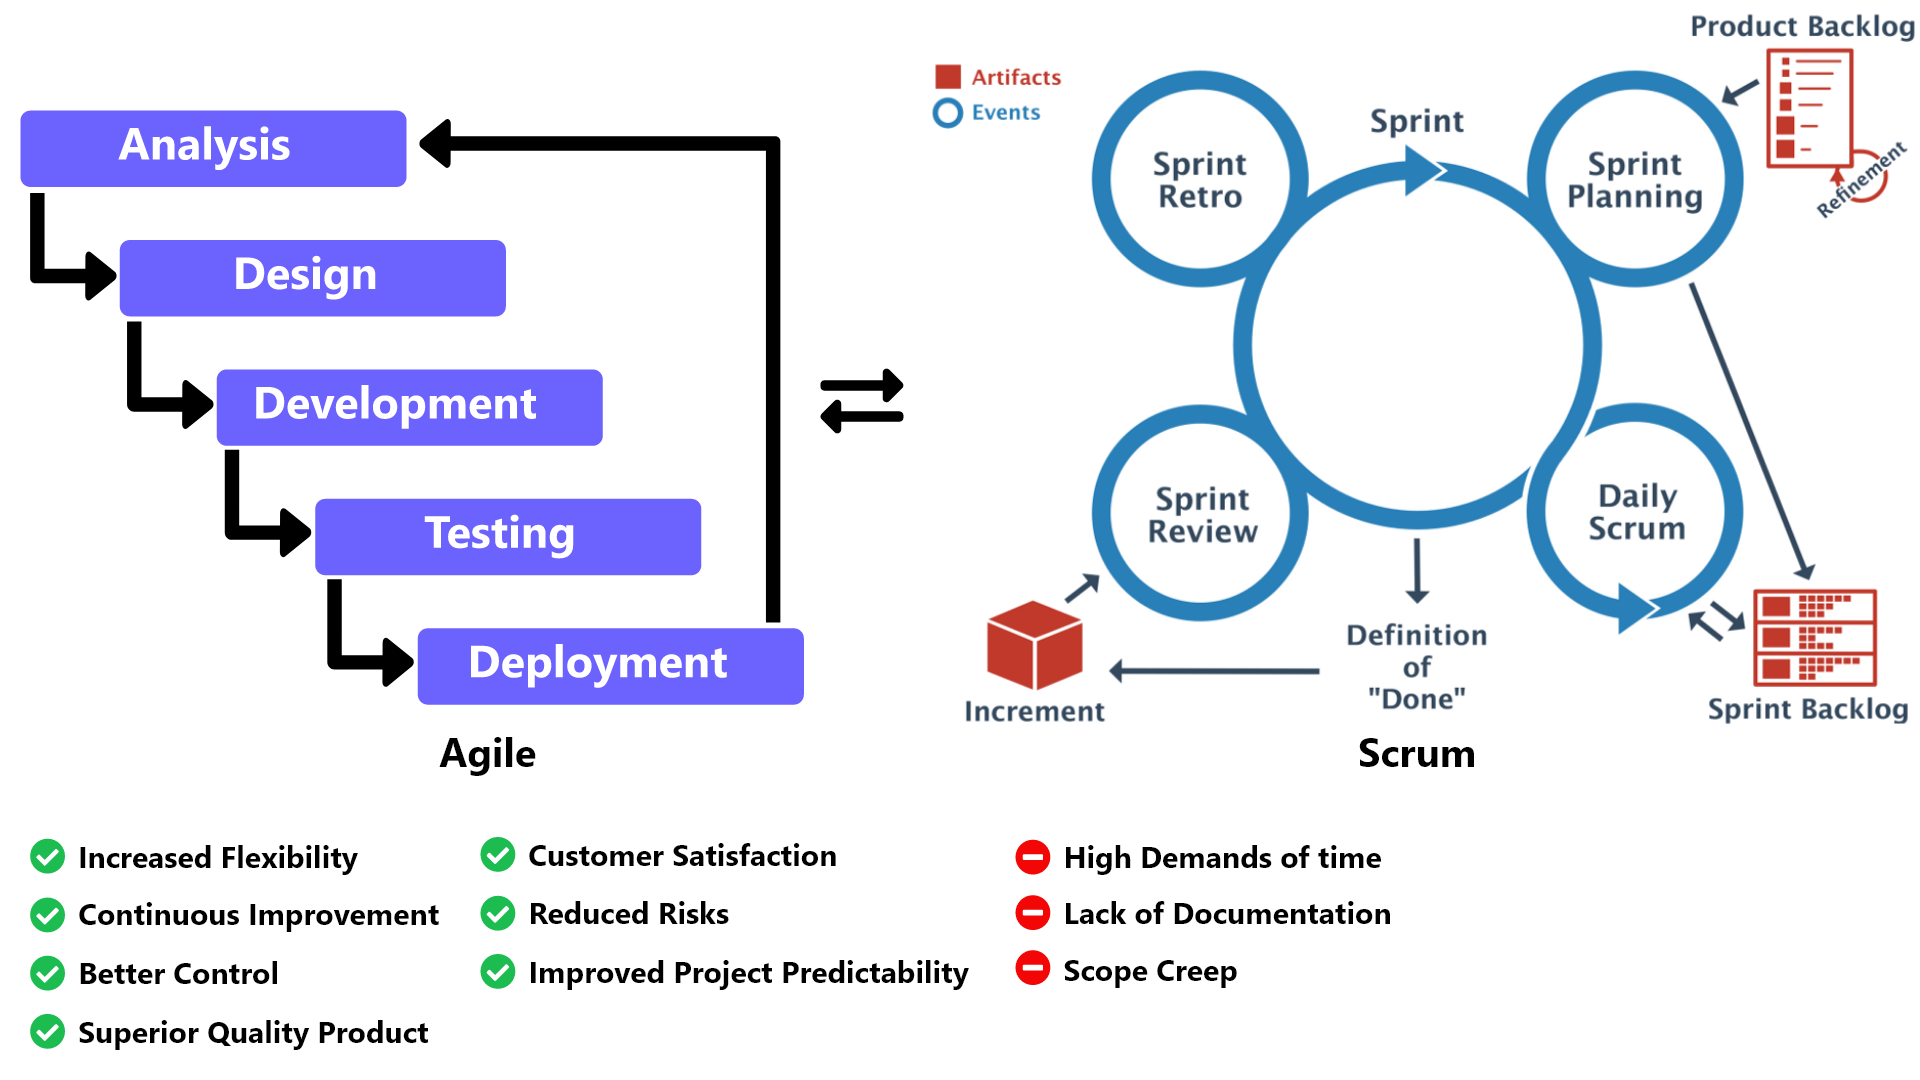 Analysis
Design
Development
Testing
Deployment
Agile
Artifacts
Events
Sprint
Retro
Sprint
Sprint
Planning
Product Backlog
Refinement
Sprint
Review
Daily
Scrum
Increment
Definition
of
"Done"
Sprint Backlog
Scrum
Increased Flexibility
Continuous Improvement
Better Control
Superior Quality Product
Customer Satisfaction
Reduced Risks
Improved Project Predictability
High Demands of time
Lack of Documentation
Scope Creep